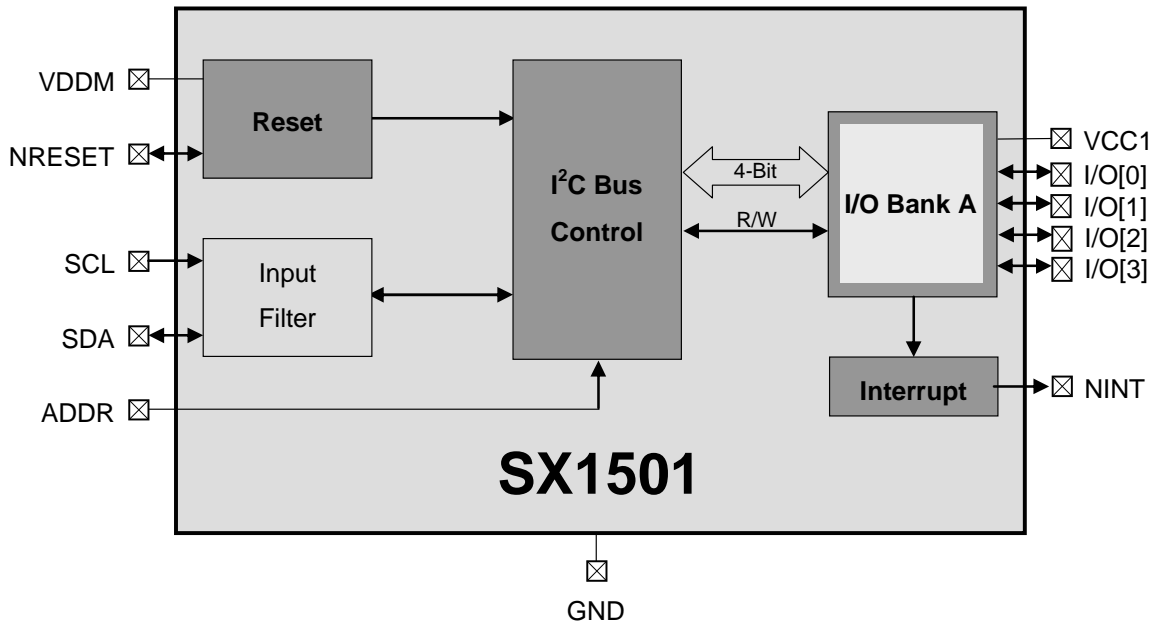 VDDM
NRESET
SCL
SDA
ADDR
Reset
Input
Filter
I²C Bus
Control
4-Bit
R/W
I/O Bank A
Interrupt
VCC1
I/O[0]
I/O[1]
I/O[2]
I/O[3]
NINT
SX1501
GND